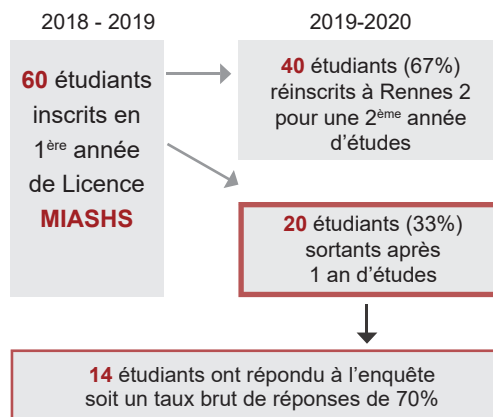 2018 - 2019
2019-2020
60 étudiants
inscrits en
1ère année
de Licence
MIASHS
40 étudiants (67%)
réinscrits à Rennes 2
pour une 2ème année
d’études
20 étudiants (33%)
sortants après
1 an d’études
14 étudiants ont répondu à l’enquête
soit un taux brut de réponses de 70%